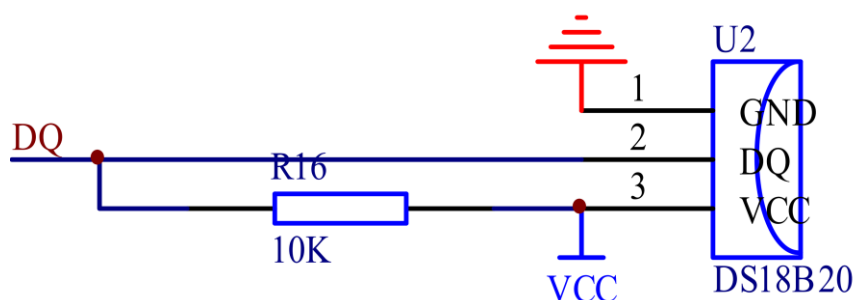 U2
1
GND
DQ
2
DQ
R16
3
VCC
10K
VCC
DS18B20